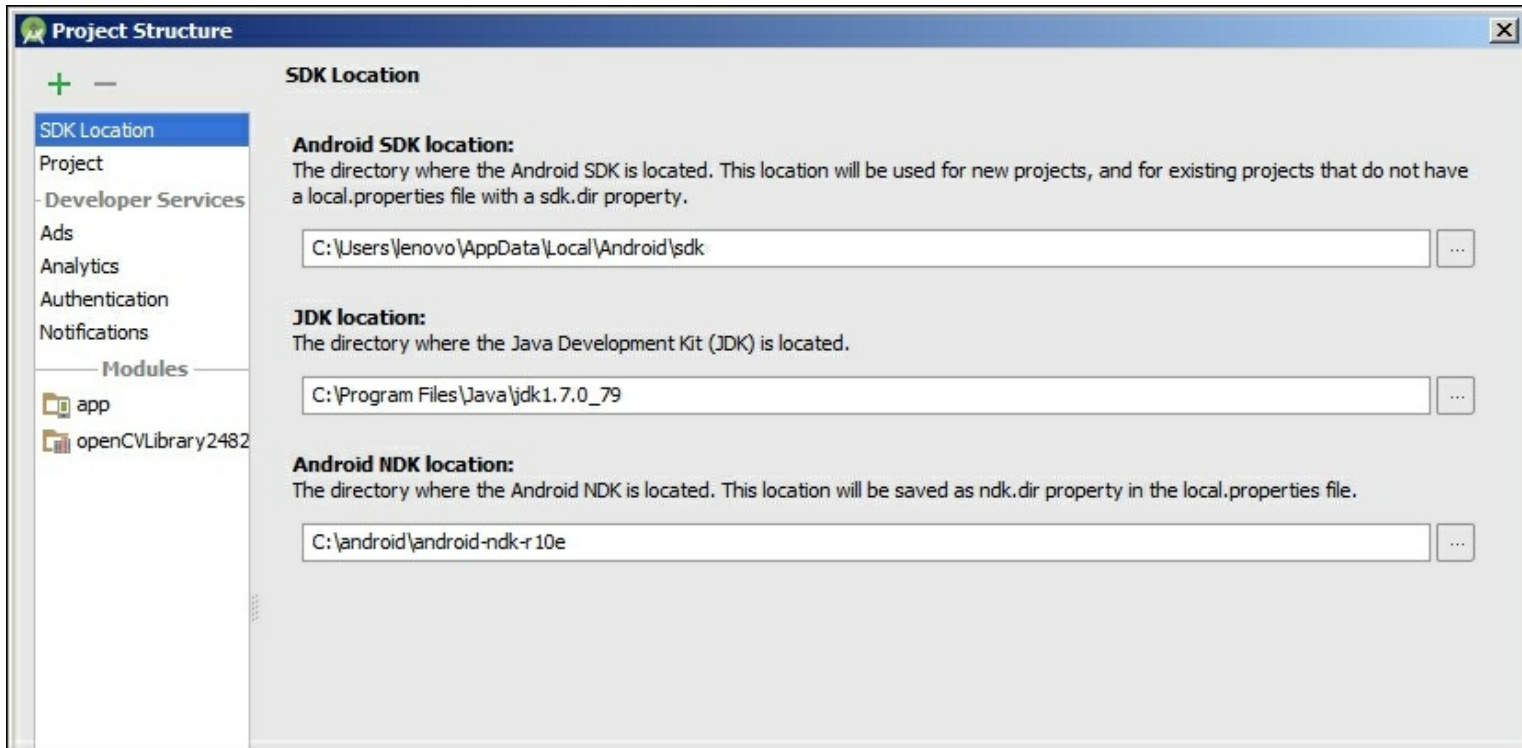 Project Structure
SDK Location
Project
Developer Services
Ads
Analytics
Authentication
Notifications
Modules
app
openCVLibrary2482
SDK Location
Android SDK location:
The directory where the Android SDK is located. This location will be used for new projects, and for existing projects that do not have
a local.properties file with a sdk.dir property.
C:\Users\lenovo\AppData\Local\Android\sdk
...
JDK location:
The directory where the Java Development Kit (JDK) is located.
C:\Program Files\Java\jdk1.7.0_79
...
Android NDK location:
The directory where the Android NDK is located. This location will be saved as ndk.dir property in the local.properties file.
C:\android\android-ndk-r10e
...